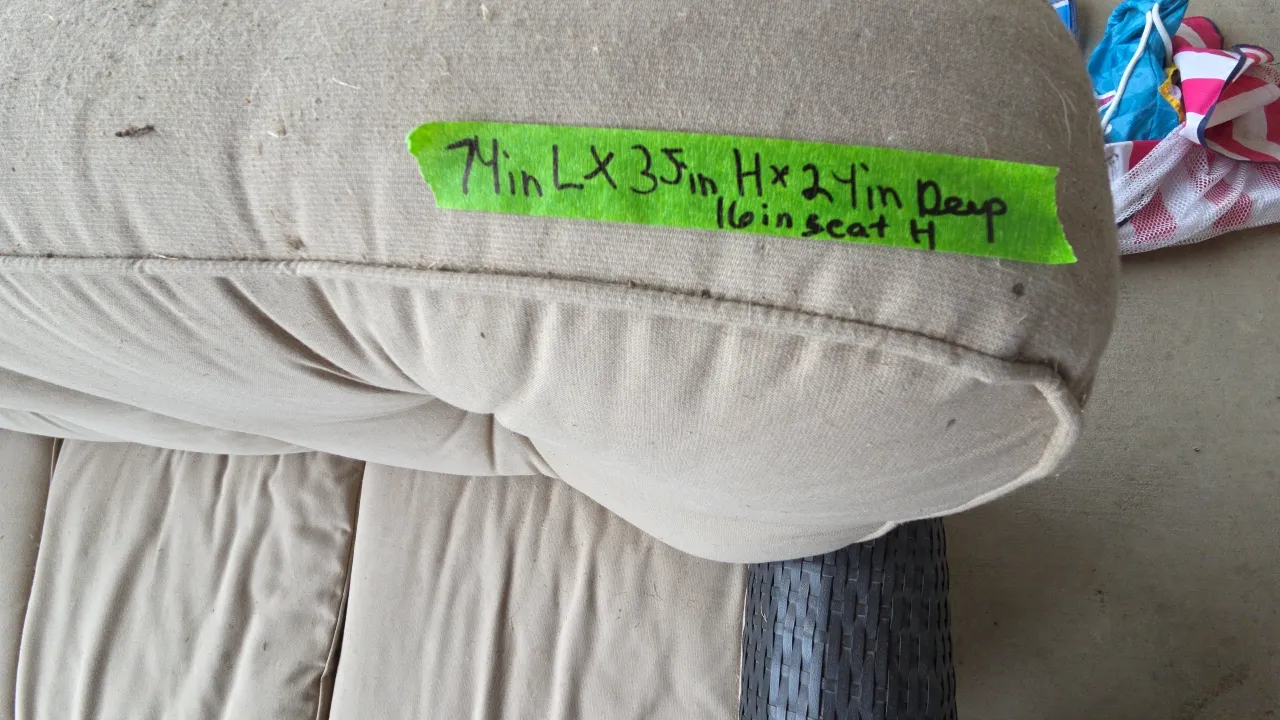 74in L X 35in H x 24in Deep
16in seat H